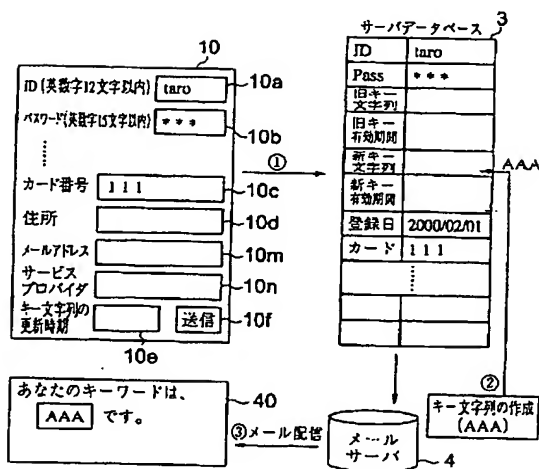 10
ID (英数字12文字以内)
taro
10a
パスワード(英数字15文字以内)
***
10b
カード番号
111
10c
住所
10d
メールアドレス
10m
サービス
プロバイダ
10n
キー文字列の
更新時期
10e
送信
10f
①
サーバデータベース
3
ID
taro
Pass
***
旧キー
文字列
旧キー
有効期間
新キー
文字列
新キー
有効期間
登録日
2000/02/01
カード
111
AAA
②
キー文字列の作成
(AAA)
メール
サーバ
4
③メール配信
40
あなたのキーワードは、
AAA です。